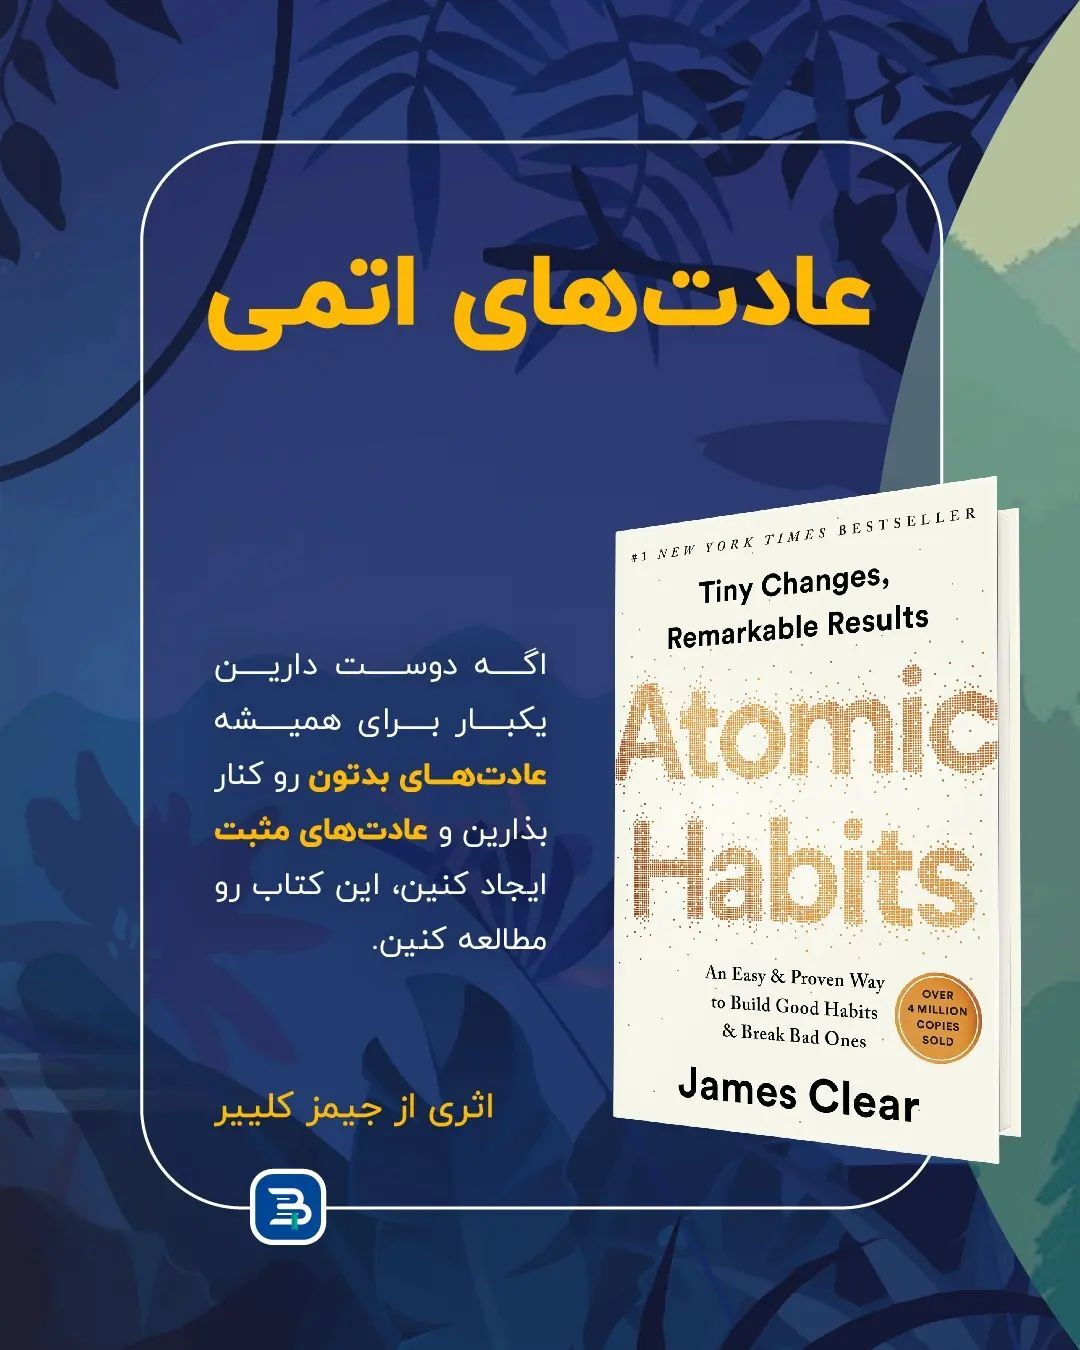 عادت‌های اتمی
اگه دوست دارین
یکبار برای همیشه
عادت‌های بدتون رو کنار
بذارین و عادت‌های مثبت
ایجاد کنین، این کتاب رو
مطالعه کنین.
اثری از جیمز کلییر
#1 NEW YORK TIMES BESTSELLER
Tiny Changes,
Remarkable Results
Atomic
Habits
An Easy & Proven Way
to Build Good Habits
& Break Bad Ones
OVER
4 MILLION
COPIES
SOLD
James Clear